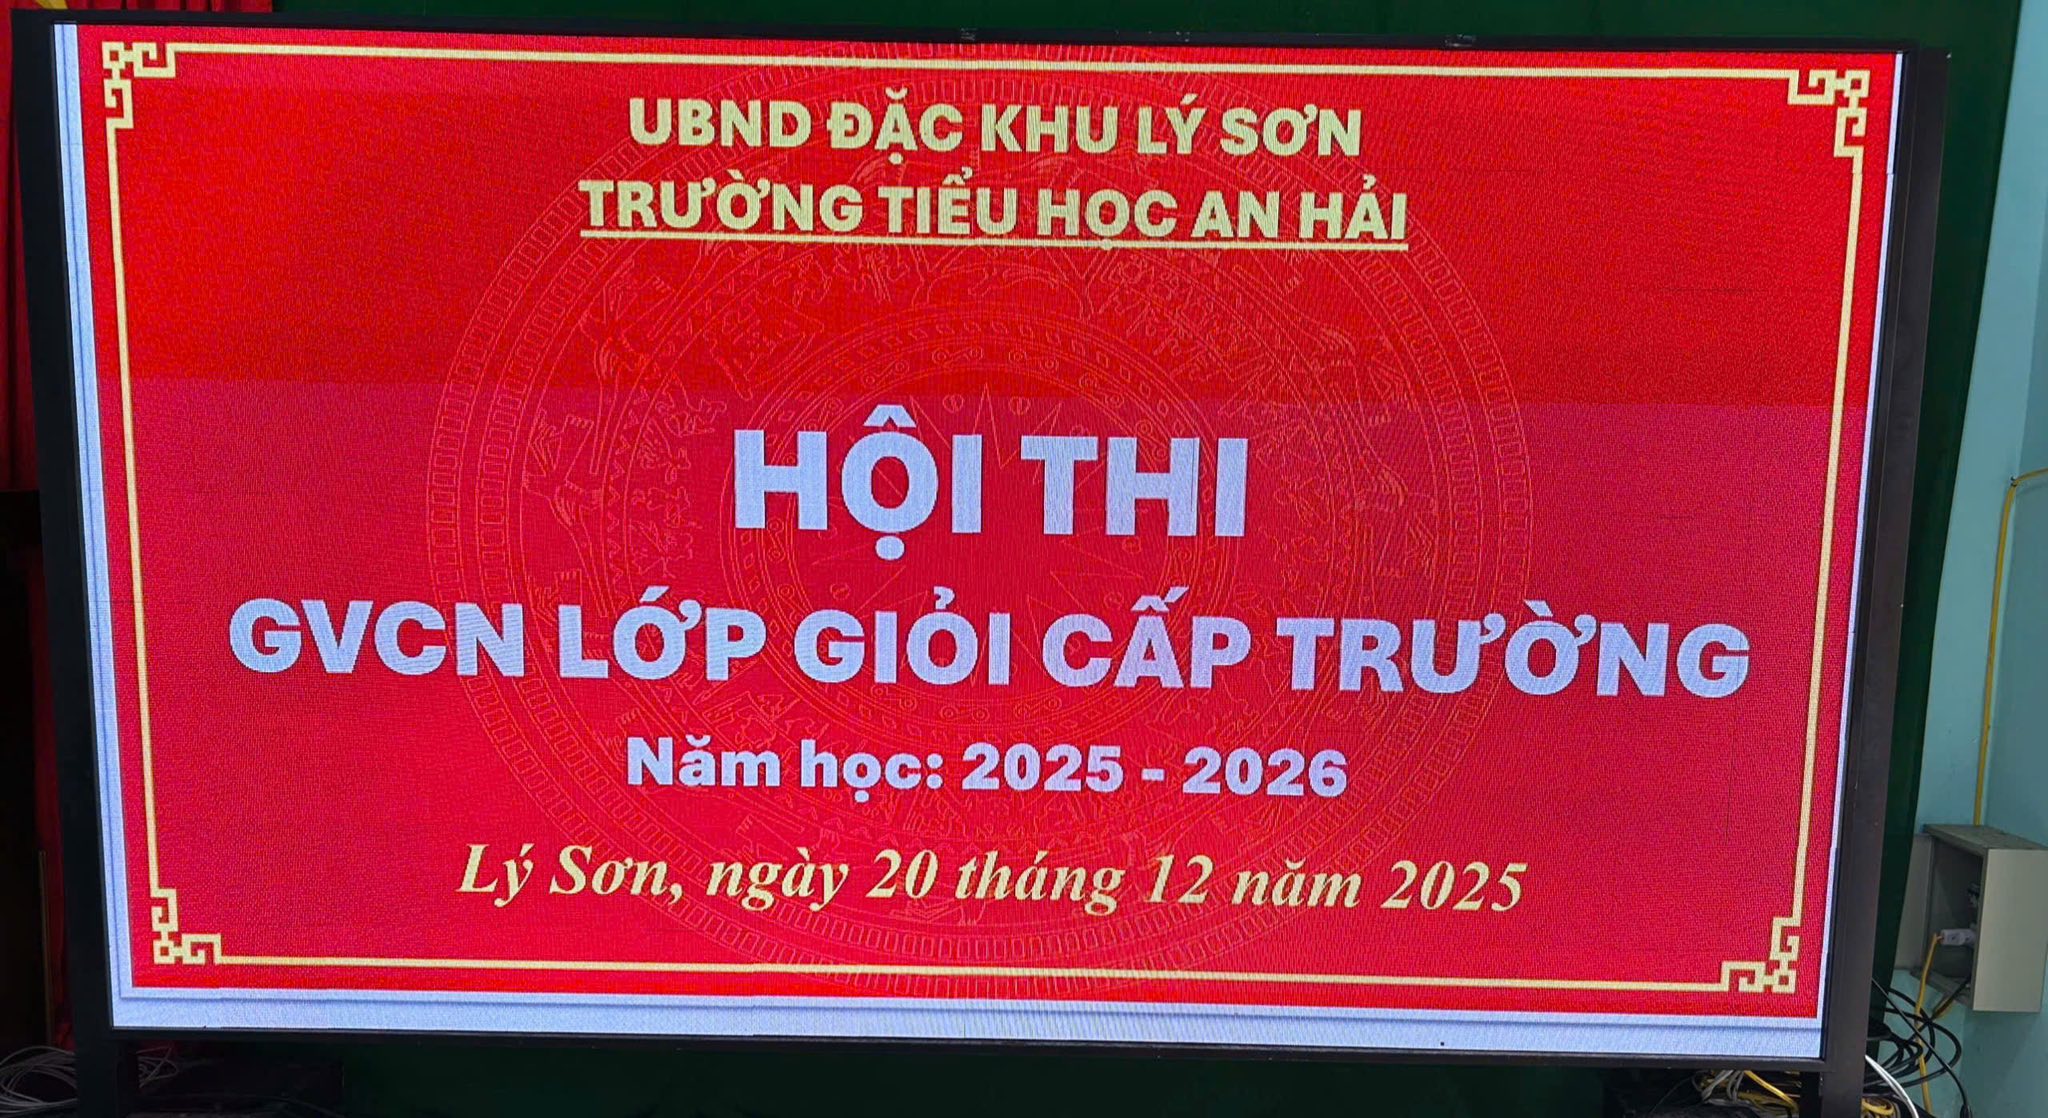 UBND ĐẶC KHU LÝ SƠN
TRƯỜNG TIỂU HỌC AN HẢI
HỘI THI
GVCN LỚP GIỎI CẤP TRƯỜNG
Năm học: 2025 - 2026
Lý Sơn, ngày 20 tháng 12 năm 2025